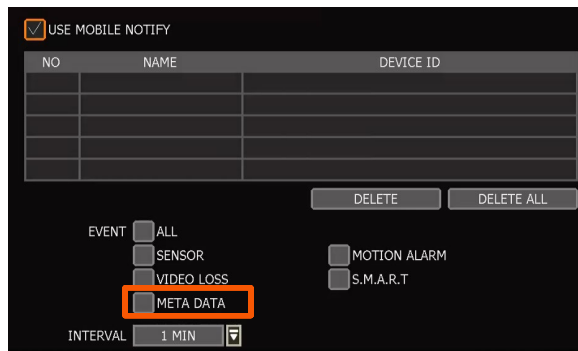 USE MOBILE NOTIFY
NO NAME DEVICE ID
DELETE DELETE ALL
EVENT ALL
SENSOR MOTION ALARM
VIDEO LOSS S.M.A.R.T
META DATA
INTERVAL 1 MIN